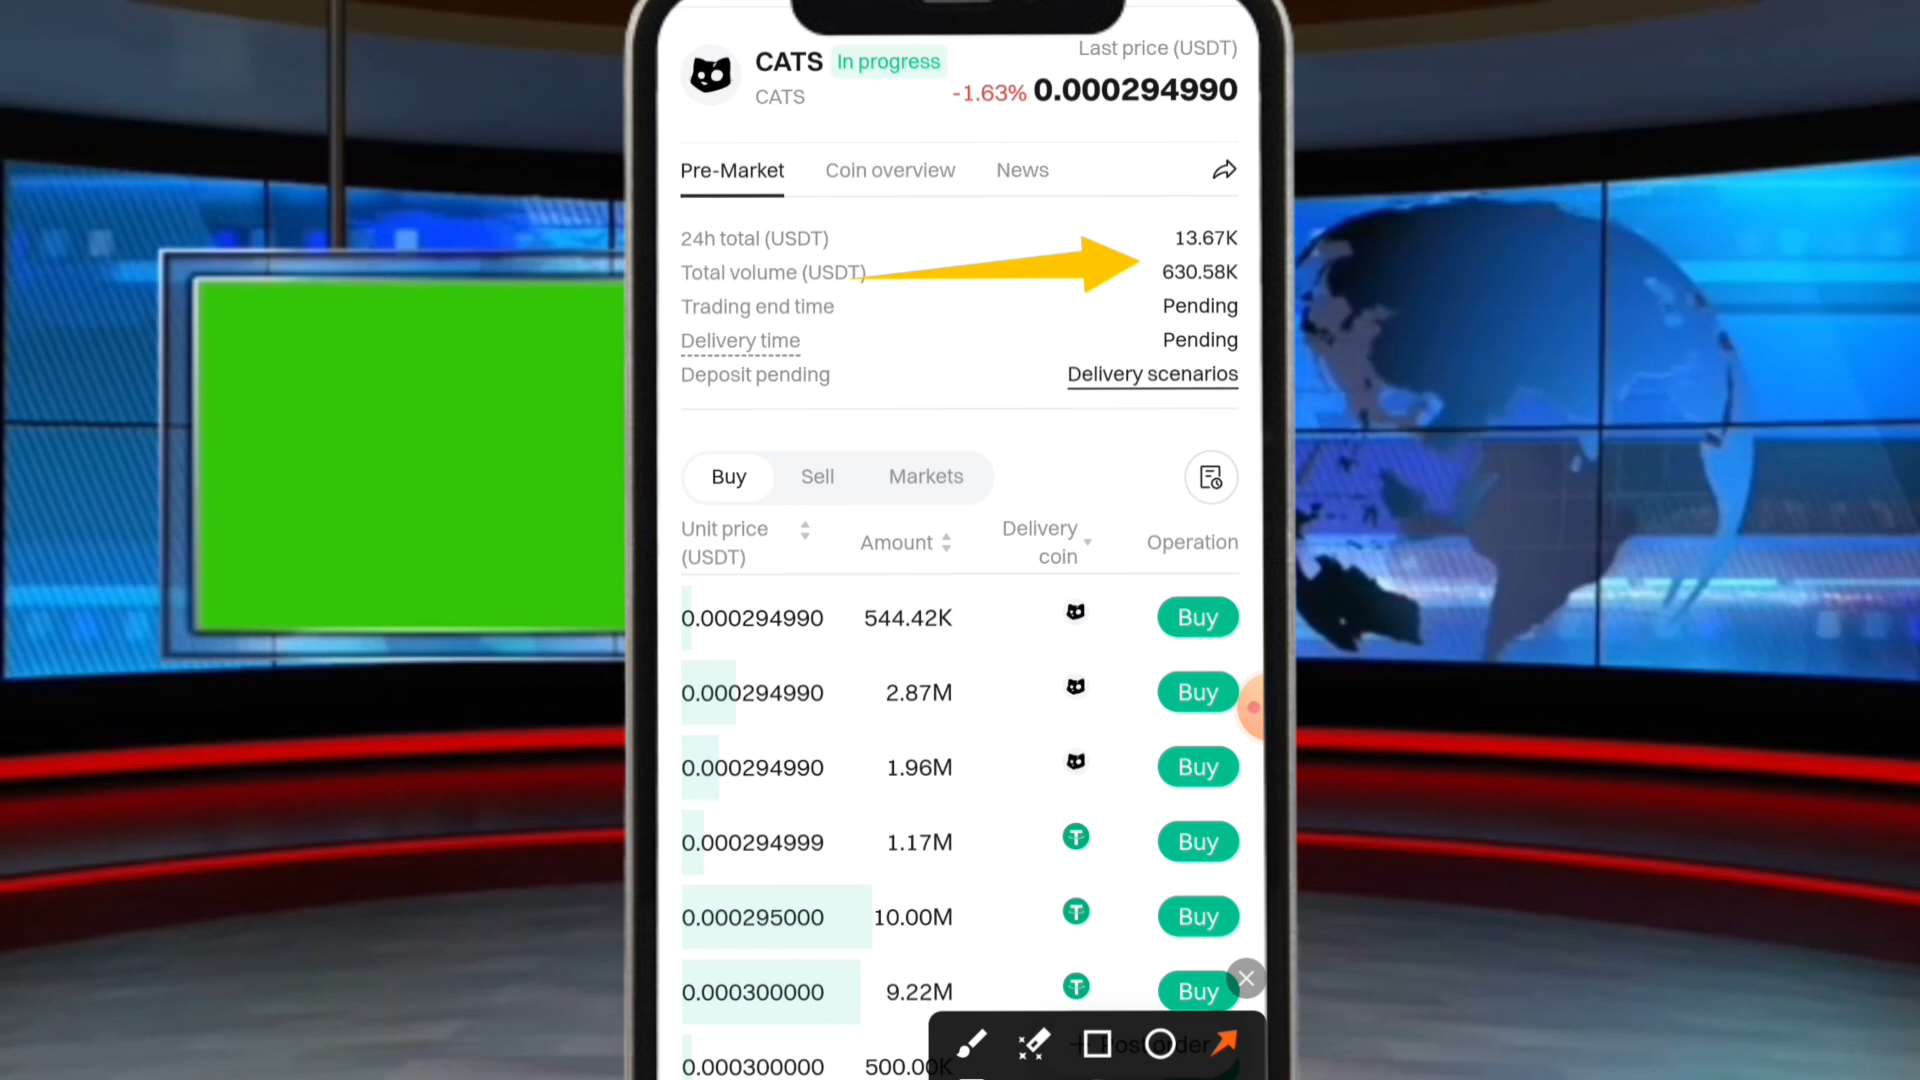 CATS In progress
Last price (USDT)
CATS
-1.63% 0.000294990
Pre-Market Coin overview News
24h total (USDT) 13.67K
Total volume (USDT) 630.58K
Trading end time Pending
Delivery time Pending
Deposit pending Delivery scenarios
Buy Sell Markets
Unit price (USDT) Amount Delivery coin Operation
0.000294990 544.42K Buy
0.000294990 2.87M Buy
0.000294990 1.96M Buy
0.000294999 1.17M Buy
0.000295000 10.00M Buy
0.000300000 9.22M Buy
0.000300000 500.00K
+ Post order